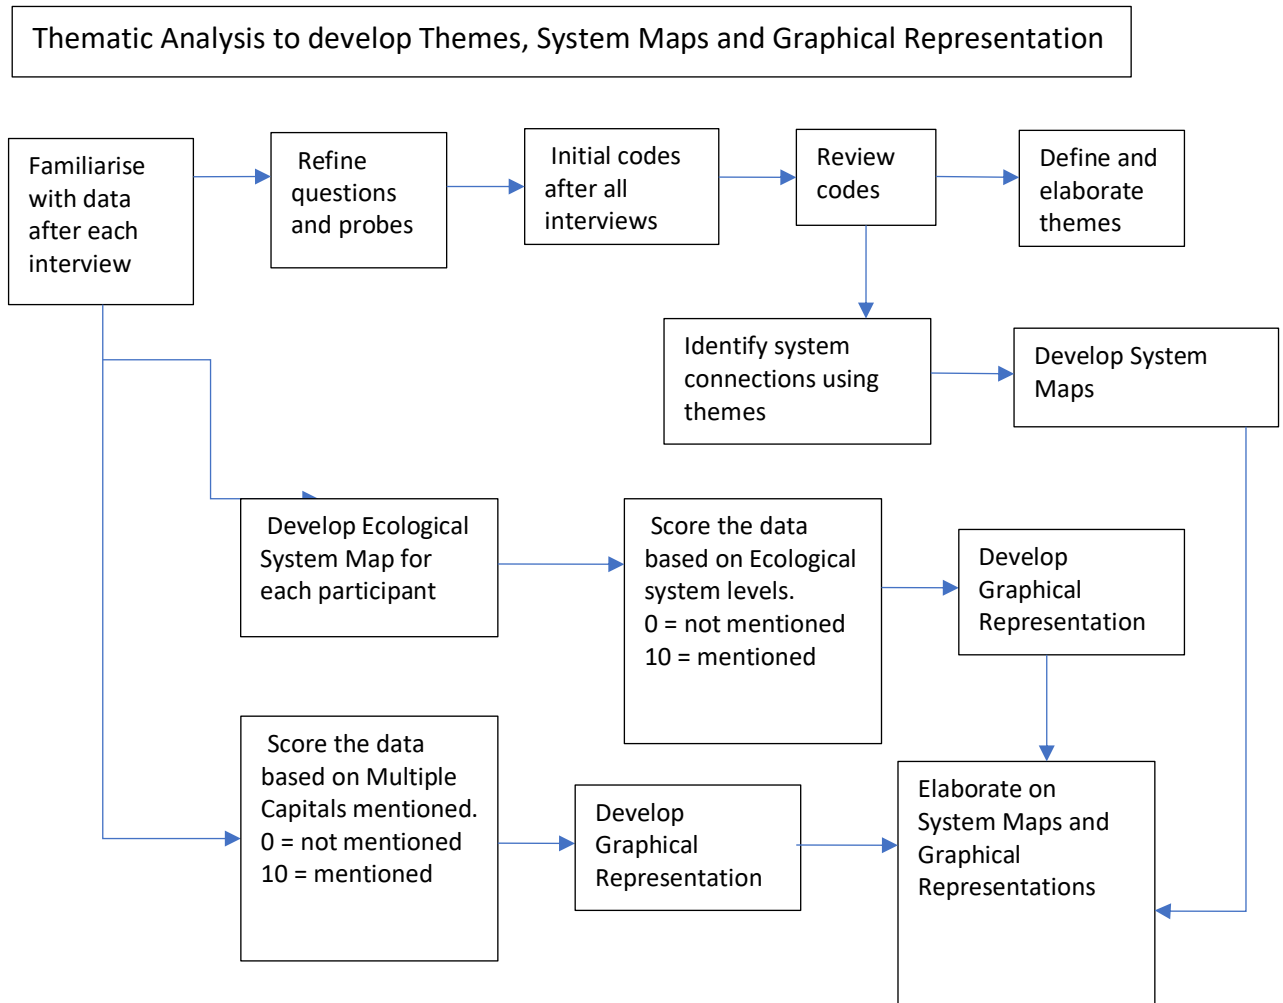 Thematic Analysis to develop Themes, System Maps and Graphical Representation
Familiarise
with data
after each
interview
Refine
questions
and probes
Initial codes
after all
interviews
Review
codes
Define and
elaborate
themes
Identify system
connections using
themes
Develop System
Maps
Develop Ecological
System Map for
each participant
Score the data
based on Ecological
system levels.
0 = not mentioned
10 = mentioned
Develop
Graphical
Representation
Score the data
based on Multiple
Capitals mentioned.
0 = not mentioned
10 = mentioned
Develop
Graphical
Representation
Elaborate on
System Maps and
Graphical
Representations